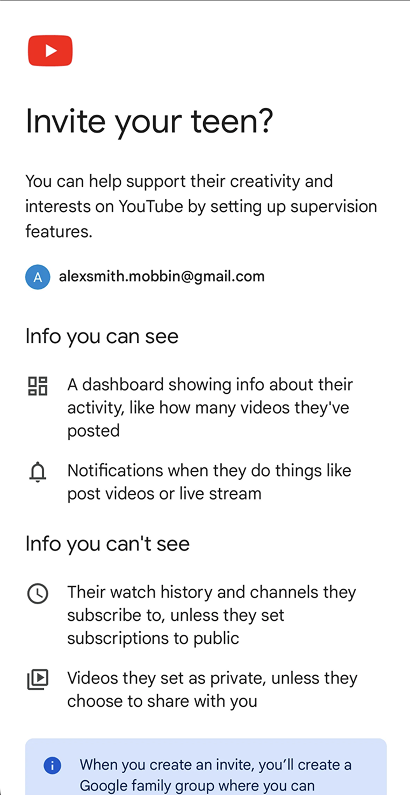 Invite your teen?
You can help support their creativity and
interests on YouTube by setting up supervision
features.
A alexsmith.mobbin@gmail.com
Info you can see
A dashboard showing info about their
activity, like how many videos they've
posted
Notifications when they do things like
post videos or live stream
Info you can't see
Their watch history and channels they
subscribe to, unless they set
subscriptions to public
Videos they set as private, unless they
choose to share with you
When you create an invite, you’ll create a
Google family group where you can